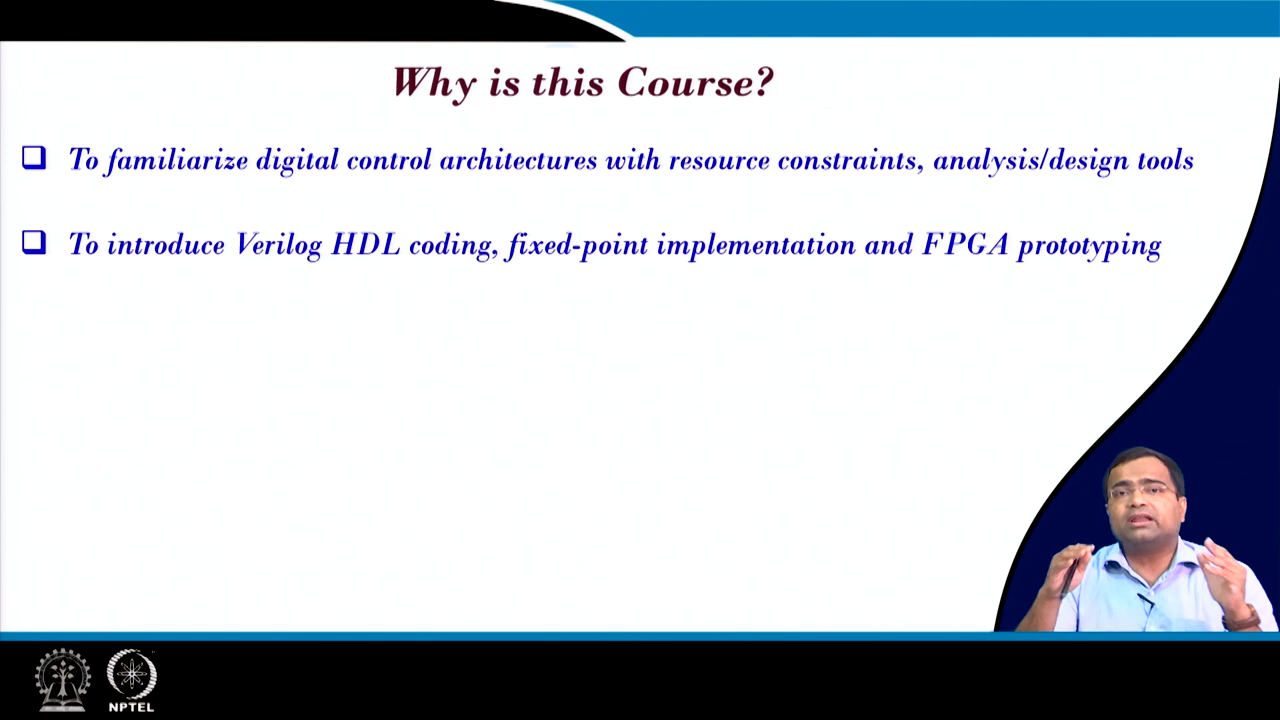 Why is this Course?
To familiarize digital control architectures with resource constraints, analysis/design tools
To introduce Verilog HDL coding, fixed-point implementation and FPGA prototyping
NPTEL